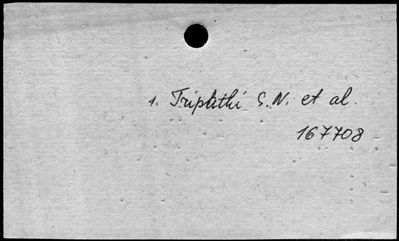 1. Tripathi S.N. et al.
167708